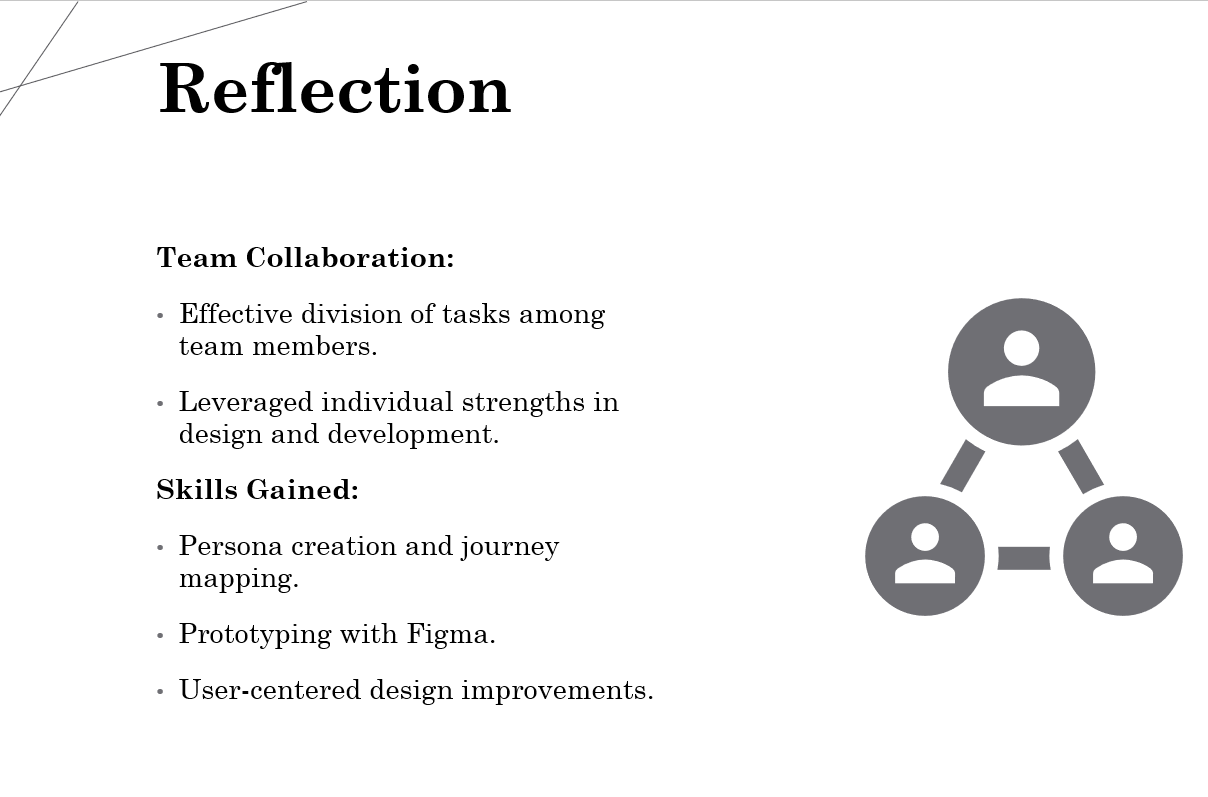 Reflection
Team Collaboration:
• Effective division of tasks among
team members.
• Leveraged individual strengths in
design and development.
Skills Gained:
• Persona creation and journey
mapping.
• Prototyping with Figma.
• User-centered design improvements.